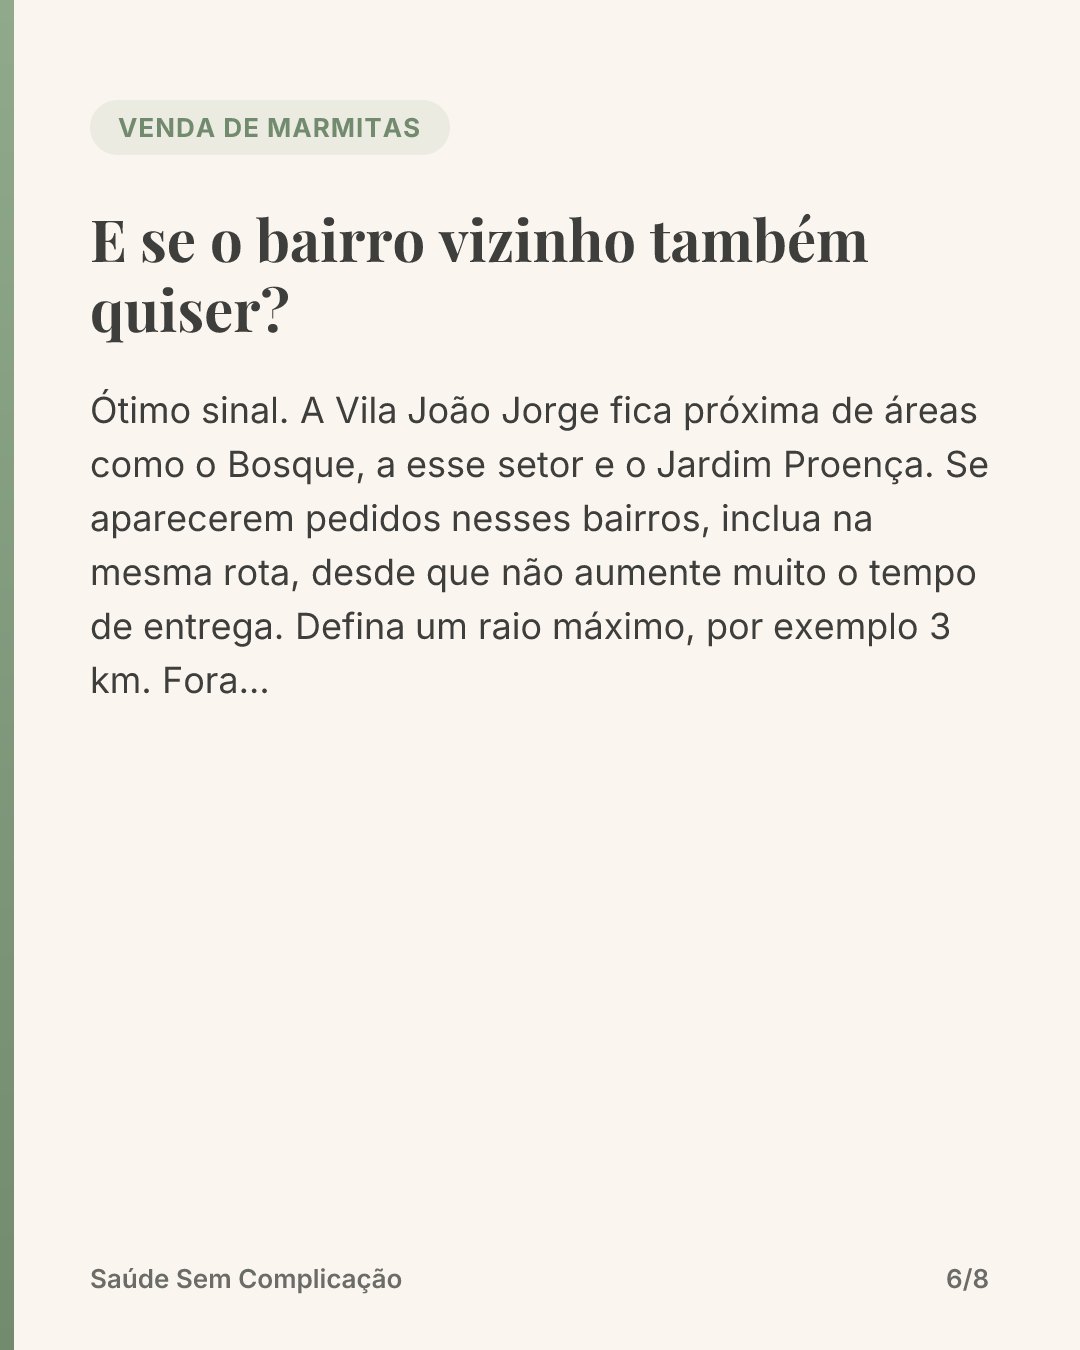 VENDA DE MARMITAS
E se o bairro vizinho também
quiser?
Ótimo sinal. A Vila João Jorge fica próxima de áreas
como o Bosque, a esse setor e o Jardim Proença. Se
aparecerem pedidos nesses bairros, inclua na
mesma rota, desde que não aumente muito o tempo
de entrega. Defina um raio máximo, por exemplo 3
km. Fora...
Saúde Sem Complicação
6/8